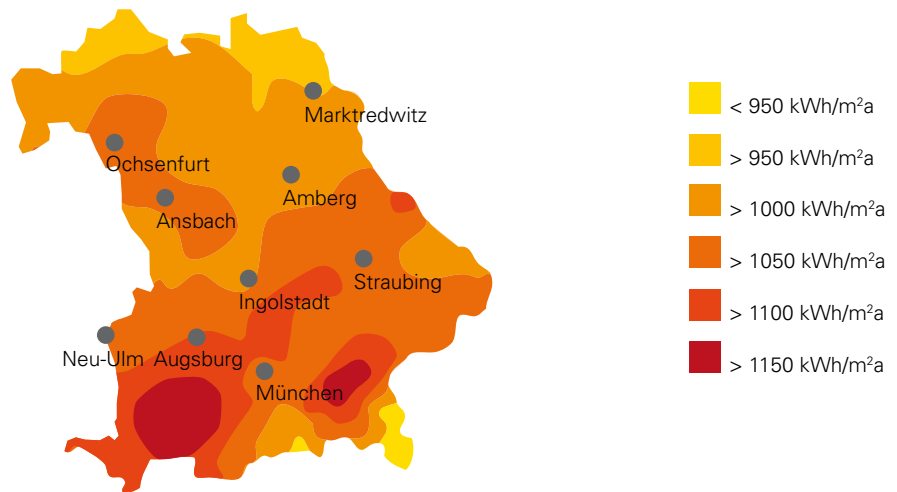 Marktredwitz
Ochsenfurt
Amberg
Ansbach
Straubing
Ingolstadt
Neu-Ulm
Augsburg
München
< 950 kWh/m²a
> 950 kWh/m²a
> 1000 kWh/m²a
> 1050 kWh/m²a
> 1100 kWh/m²a
> 1150 kWh/m²a